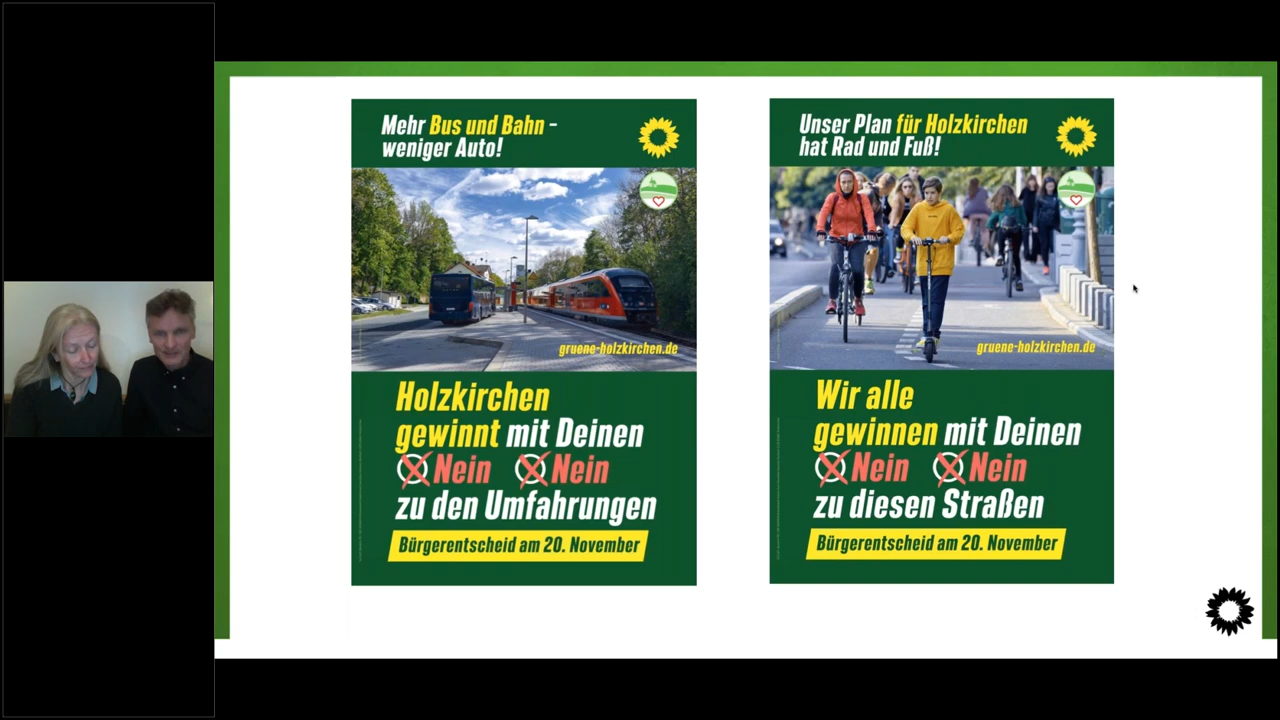 Mehr Bus und Bahn –
weniger Auto!
gruene-holzkirchen.de
Holzkirchen
gewinnt mit Deinen
Nein Nein
zu den Umfahrungen
Bürgerentscheid am 20. November
Unser Plan für Holzkirchen
hat Rad und Fuß!
gruene-holzkirchen.de
Wir alle
gewinnen mit Deinen
Nein Nein
zu diesen Straßen
Bürgerentscheid am 20. November